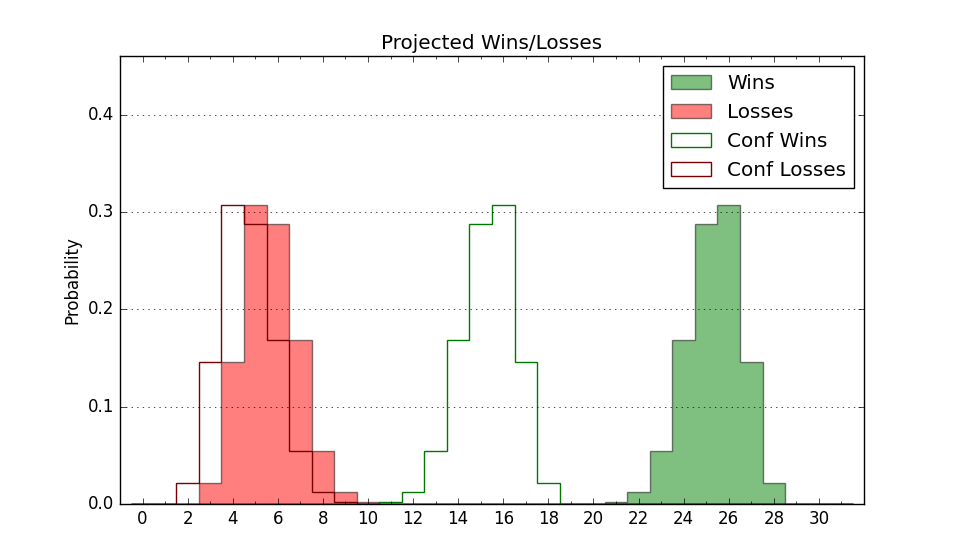 Projected Wins/Losses
Wins
Losses
Conf Wins
Conf Losses
Probability
0.4
0.3
0.2
0.1
0.0
0 2 4 6 8 10 12 14 16 18 20 22 24 26 28 30